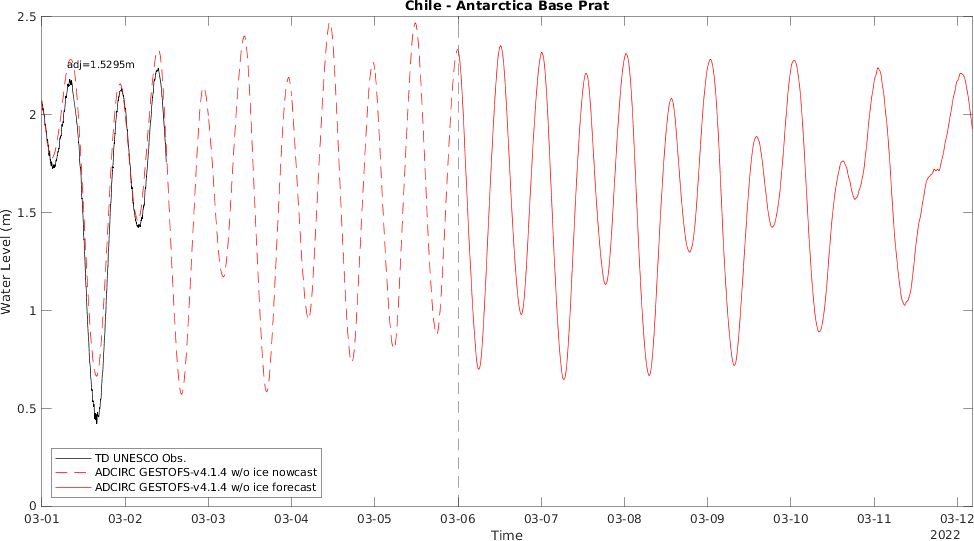 Chile - Antarctica Base Prat
2.5
adj=1.5295m
2
1.5
Water Level (m)
1
0.5
TD UNESCO Obs.
ADCIRC GESTOFS-v4.1.4 w/o ice nowcast
ADCIRC GESTOFS-v4.1.4 w/o ice forecast
0
03-01 03-02 03-03 03-04 03-05 03-06 03-07 03-08 03-09 03-10 03-11 03-12
Time
2022